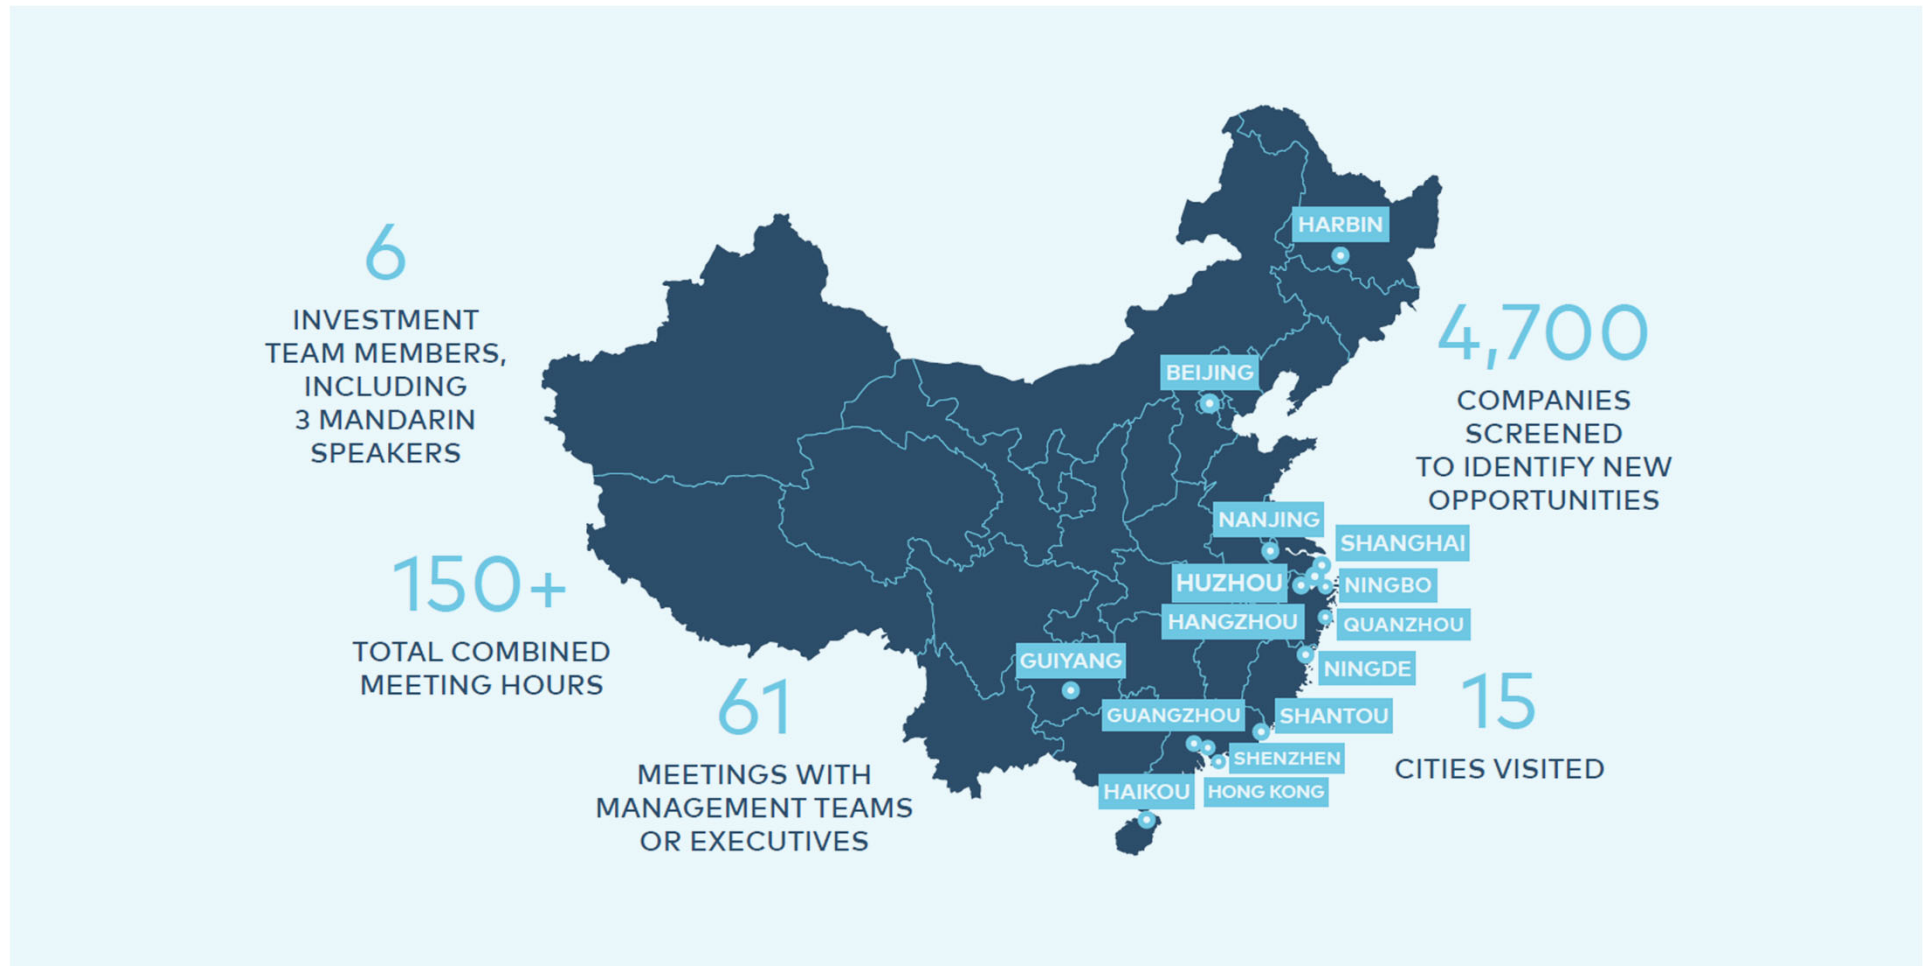 6
INVESTMENT
TEAM MEMBERS,
INCLUDING
3 MANDARIN
SPEAKERS
150+
TOTAL COMBINED
MEETING HOURS
61
MEETINGS WITH
MANAGEMENT TEAMS
OR EXECUTIVES
HARBIN
BEIJING
NANJING
SHANGHAI
HUZHOU
NINGBO
HANGZHOU
QUANZHOU
GUIYANG
NINGDE
GUANGZHOU
SHANTOU
SHENZHEN
HAIKOU
HONG KONG
4,700
COMPANIES
SCREENED
TO IDENTIFY NEW
OPPORTUNITIES
15
CITIES VISITED